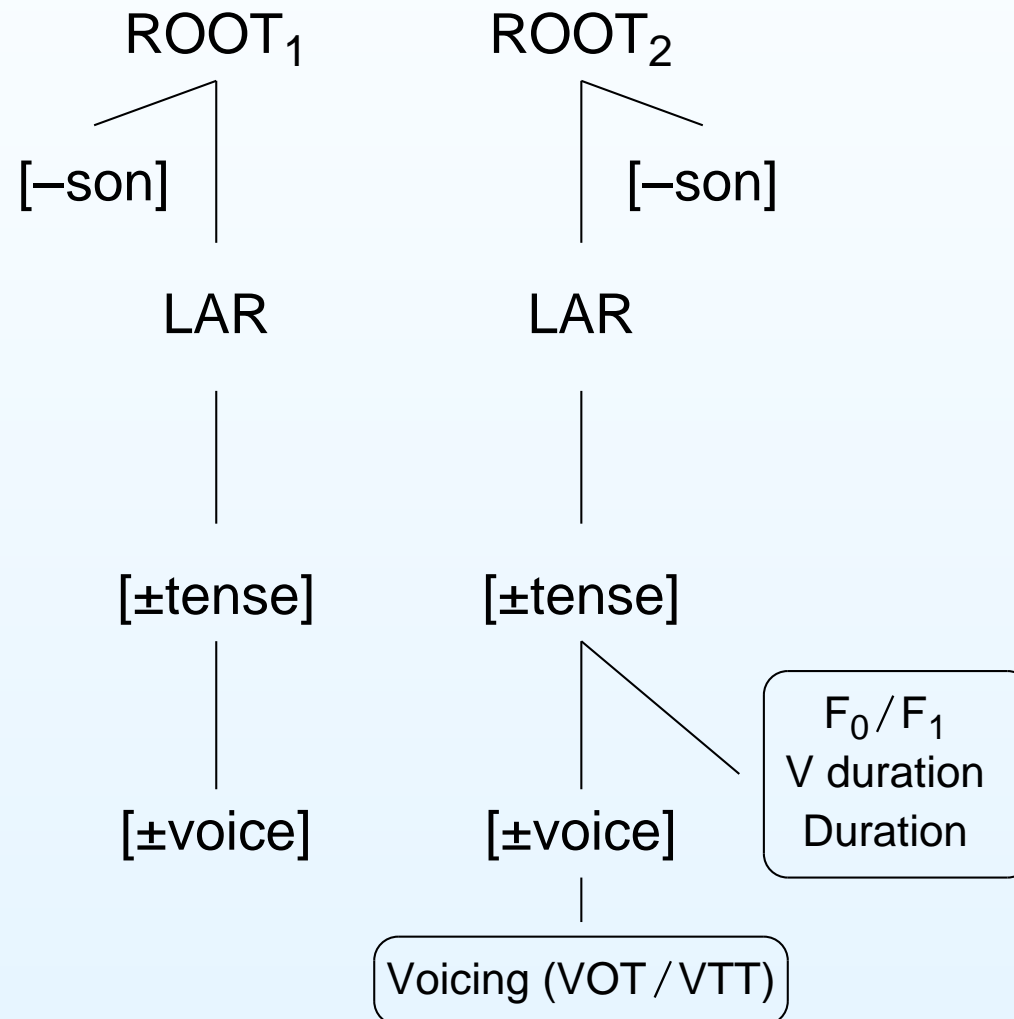 ROOT₁ ROOT₂
[–son] [–son]
LAR LAR
[±tense] [±tense]
F₀/F₁
V duration
Duration
[±voice] [±voice]
Voicing (VOT/VTT)